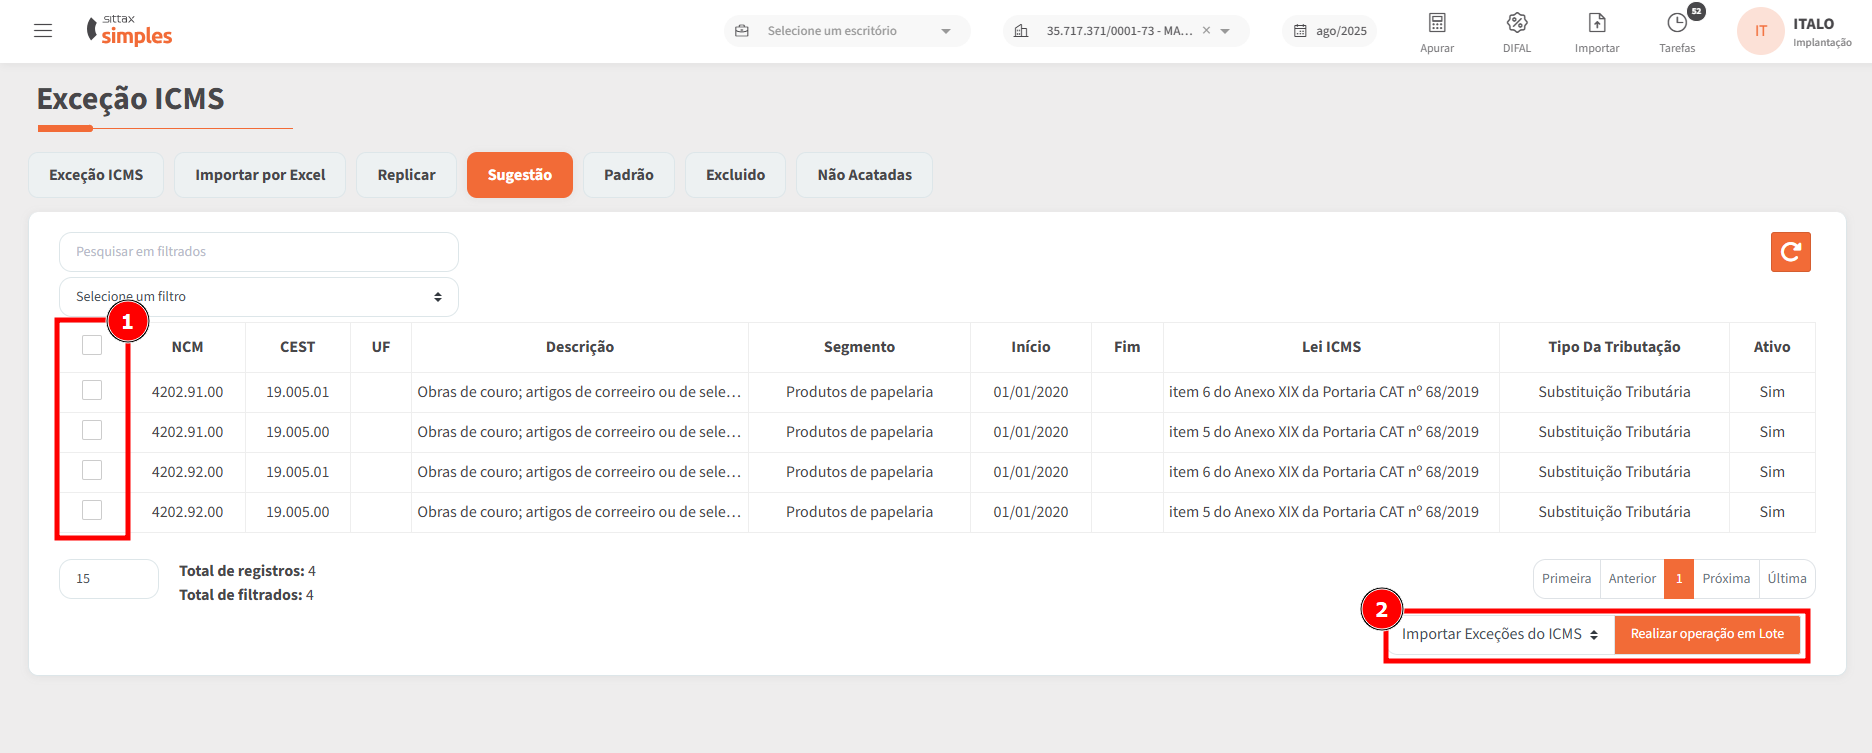 sittax
simples
Selecione um escritório
35.717.371/0001-73 - MA... ×
ago/2025
Apurar
DIFAL
Importar
52
Tarefas
IT
ITALO
Implantação
Exceção ICMS
Exceção ICMS
Importar por Excel
Replicar
Sugestão
Padrão
Excluido
Não Acatadas
Pesquisar em filtrados
Selecione um filtro
1
NCM CEST UF Descrição Segmento Início Fim Lei ICMS Tipo Da Tributação Ativo
4202.91.00 19.005.01 Obras de couro; artigos de correeiro ou de sele... Produtos de papelaria 01/01/2020 item 6 do Anexo XIX da Portaria CAT nº 68/2019 Substituição Tributária Sim
4202.91.00 19.005.00 Obras de couro; artigos de correeiro ou de sele... Produtos de papelaria 01/01/2020 item 5 do Anexo XIX da Portaria CAT nº 68/2019 Substituição Tributária Sim
4202.92.00 19.005.01 Obras de couro; artigos de correeiro ou de sele... Produtos de papelaria 01/01/2020 item 6 do Anexo XIX da Portaria CAT nº 68/2019 Substituição Tributária Sim
4202.92.00 19.005.00 Obras de couro; artigos de correeiro ou de sele... Produtos de papelaria 01/01/2020 item 5 do Anexo XIX da Portaria CAT nº 68/2019 Substituição Tributária Sim
15
Total de registros: 4
Total de filtrados: 4
Primeira Anterior 1 Próxima Última
2
Importar Exceções do ICMS
Realizar operação em Lote